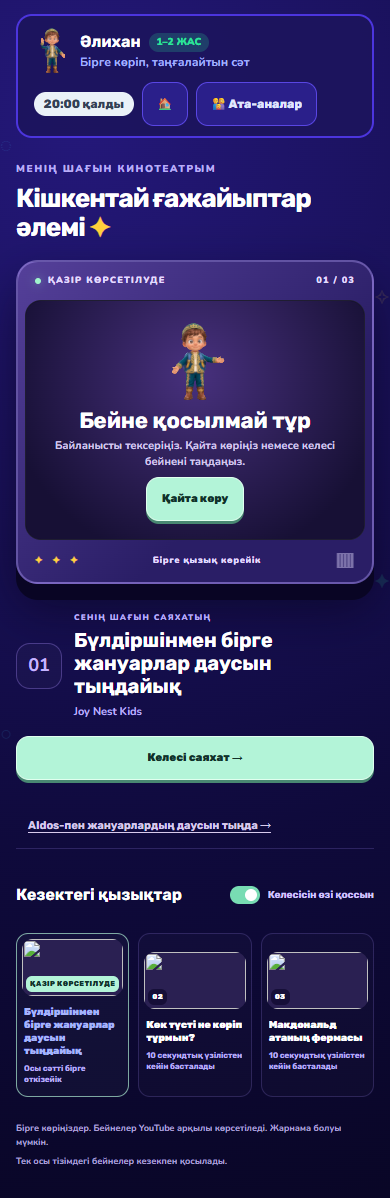 Әлихан 1–2 ЖАС
Бірге көріп, таңғалайтын сәт
20:00 қалды
Ата-аналар
МЕНІҢ ШАҒЫН КИНОТЕАТРЫМ
Кішкентай ғажайыптар
әлемі
ҚАЗІР КӨРСЕТІЛУДЕ 01 / 03
Бейне қосылмай тұр
Байланысты тексеріңіз. Қайта көріңіз немесе келесі
бейнені таңдаңыз.
Қайта көру
Бірге қызық көрейік
СЕНІҢ ШАҒЫН САЯХАТЫҢ
01
Бүлдіршінмен бірге
жануарлар даусын
тыңдайық
Joy Nest Kids
Келесі саяхат →
Aldos-пен жануарлардың даусын тыңда →
Кезектегі қызықтар
Келесісін өзі қоссын
ҚАЗІР КӨРСЕТІЛУДЕ
Бүлдіршінмен
бірге жануарлар
даусын
тыңдайық
Осы сәтті бірге
өткізейік
02
Көк түсті не көріп
тұрмын?
10 секундтық үзілістен
кейін басталады
03
Макдональд
атаның фермасы
10 секундтық үзілістен
кейін басталады
Бірге көріңіздер. Бейнелер YouTube арқылы көрсетіледі. Жарнама болуы
мүмкін.
Тек осы тізімдегі бейнелер кезекпен қосылады.